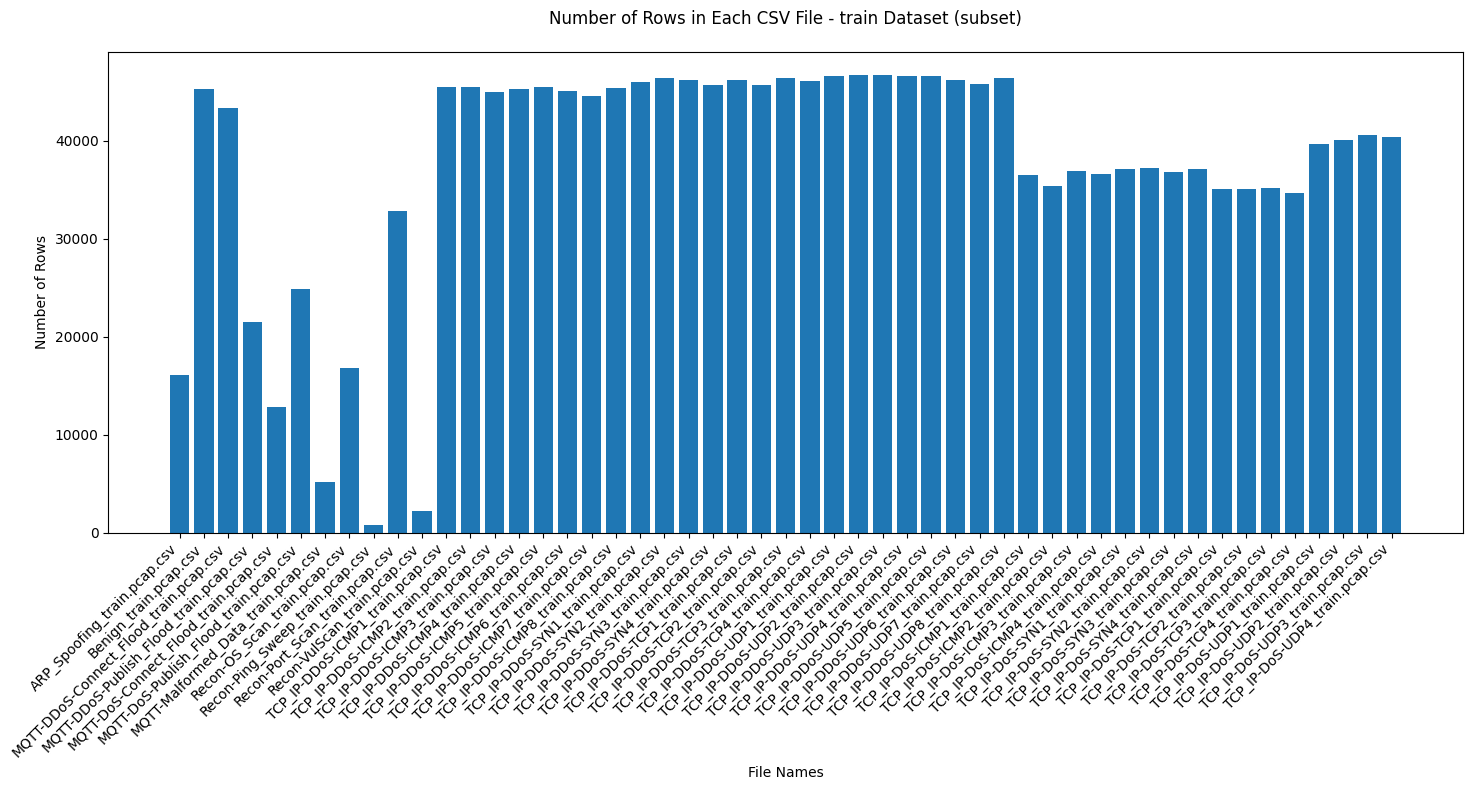 Number of Rows in Each CSV File - train Dataset (subset)
Number of Rows
40000
30000
20000
10000
0
ARP_Spoofing_train.pcap.csv
Benign_train.pcap.csv
MQTT-DDoS-Connect_Flood_train.pcap.csv
MQTT-DDoS-Publish_Flood_train.pcap.csv
MQTT-DoS-Connect_Flood_train.pcap.csv
MQTT-DoS-Publish_Flood_train.pcap.csv
MQTT-Malformed_Data_train.pcap.csv
Recon-OS_Scan_train.pcap.csv
Recon-Ping_Sweep_train.pcap.csv
Recon-Port_Scan_train.pcap.csv
Recon-VulScan_train.pcap.csv
TCP_IP-DDoS-ICMP1_train.pcap.csv
TCP_IP-DDoS-ICMP2_train.pcap.csv
TCP_IP-DDoS-ICMP3_train.pcap.csv
TCP_IP-DDoS-ICMP4_train.pcap.csv
TCP_IP-DDoS-ICMP5_train.pcap.csv
TCP_IP-DDoS-ICMP6_train.pcap.csv
TCP_IP-DDoS-ICMP7_train.pcap.csv
TCP_IP-DDoS-ICMP8_train.pcap.csv
TCP_IP-DDoS-SYN1_train.pcap.csv
TCP_IP-DDoS-SYN2_train.pcap.csv
TCP_IP-DDoS-SYN3_train.pcap.csv
TCP_IP-DDoS-SYN4_train.pcap.csv
TCP_IP-DDoS-TCP1_train.pcap.csv
TCP_IP-DDoS-TCP2_train.pcap.csv
TCP_IP-DDoS-TCP3_train.pcap.csv
TCP_IP-DDoS-TCP4_train.pcap.csv
TCP_IP-DDoS-UDP1_train.pcap.csv
TCP_IP-DDoS-UDP2_train.pcap.csv
TCP_IP-DDoS-UDP3_train.pcap.csv
TCP_IP-DDoS-UDP4_train.pcap.csv
TCP_IP-DDoS-UDP5_train.pcap.csv
TCP_IP-DDoS-UDP6_train.pcap.csv
TCP_IP-DDoS-UDP7_train.pcap.csv
TCP_IP-DDoS-UDP8_train.pcap.csv
TCP_IP-DoS-ICMP1_train.pcap.csv
TCP_IP-DoS-ICMP2_train.pcap.csv
TCP_IP-DoS-ICMP3_train.pcap.csv
TCP_IP-DoS-ICMP4_train.pcap.csv
TCP_IP-DoS-SYN1_train.pcap.csv
TCP_IP-DoS-SYN2_train.pcap.csv
TCP_IP-DoS-SYN3_train.pcap.csv
TCP_IP-DoS-SYN4_train.pcap.csv
TCP_IP-DoS-TCP1_train.pcap.csv
TCP_IP-DoS-TCP2_train.pcap.csv
TCP_IP-DoS-TCP3_train.pcap.csv
TCP_IP-DoS-TCP4_train.pcap.csv
TCP_IP-DoS-UDP1_train.pcap.csv
TCP_IP-DoS-UDP2_train.pcap.csv
TCP_IP-DoS-UDP3_train.pcap.csv
TCP_IP-DoS-UDP4_train.pcap.csv
File Names